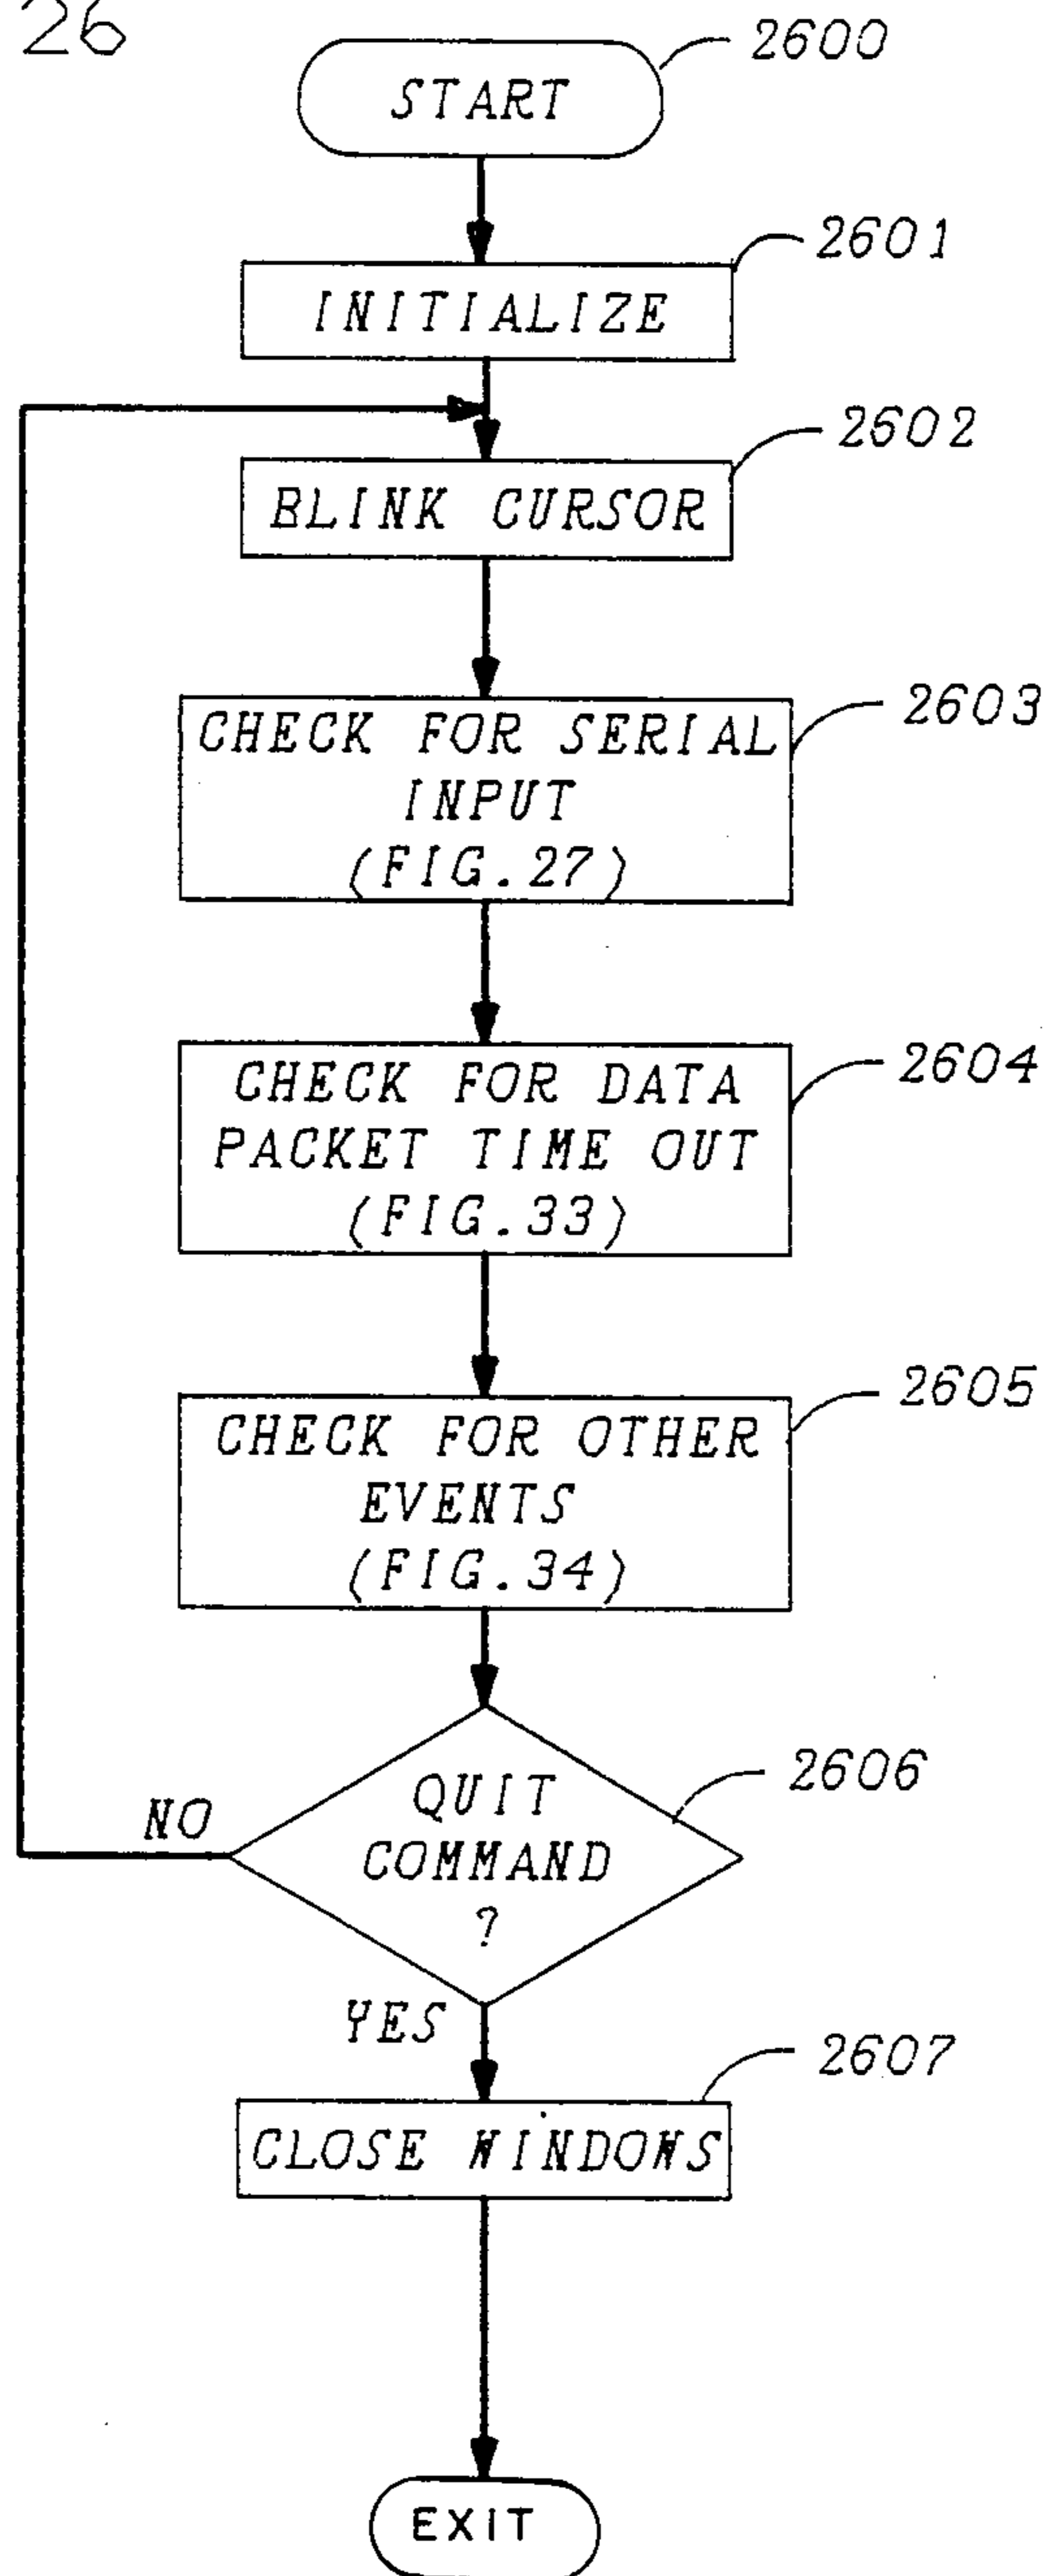 26
2600
START
2601
INITIALIZE
2602
BLINK CURSOR
2603
CHECK FOR SERIAL
INPUT
(FIG.27)
2604
CHECK FOR DATA
PACKET TIME OUT
(FIG.33)
2605
CHECK FOR OTHER
EVENTS
(FIG.34)
2606
QUIT
COMMAND
?
NO
YES
2607
CLOSE WINDOWS
EXIT